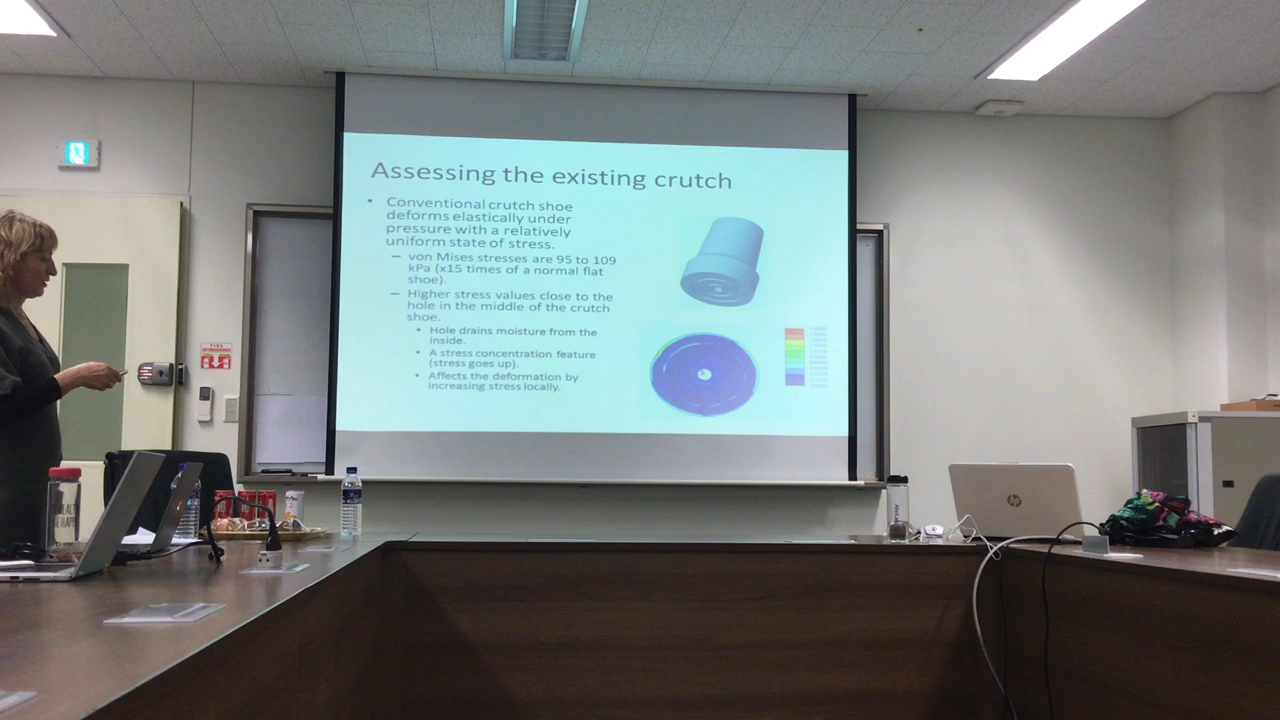 Assessing the existing crutch
• Conventional crutch shoe
deforms elastically under
pressure with a relatively
uniform state of stress.
– von Mises stresses are 95 to 109
kPa (x15 times of a normal flat
shoe).
– Higher stress values close to the
hole in the middle of the crutch
shoe.
• Hole drains moisture from the
inside.
• A stress concentration feature
(stress goes up).
• Affects the deformation by
increasing stress locally.
FIRE
hp